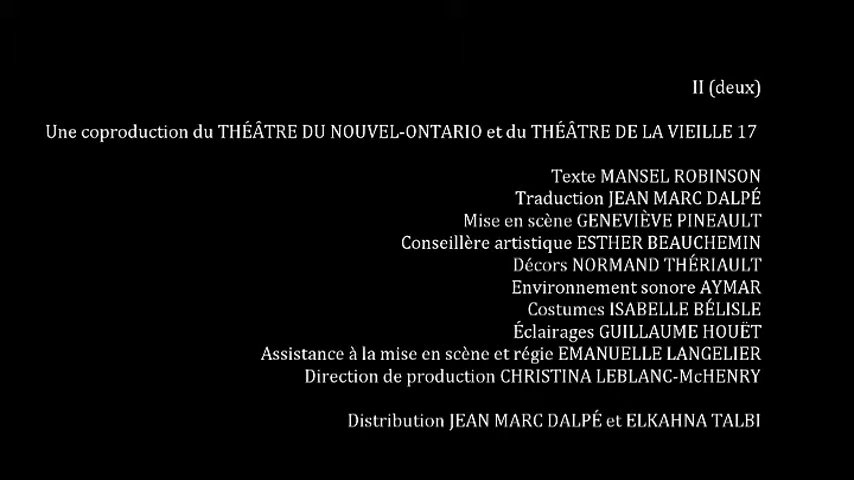 II (deux)
Une coproduction du THÉÂTRE DU NOUVEL-ONTARIO et du THÉÂTRE DE LA VIEILLE 17
Texte MANSEL ROBINSON
Traduction JEAN MARC DALPÉ
Mise en scène GENEVIÈVE PINEAULT
Conseillère artistique ESTHER BEAUCHEMIN
Décors NORMAND THÉRIAULT
Environnement sonore AYMAR
Costumes ISABELLE BÉLISLE
Éclairages GUILLAUME HOUËT
Assistance à la mise en scène et régie EMANUELLE LANGELIER
Direction de production CHRISTINA LEBLANC-McHENRY
Distribution JEAN MARC DALPÉ et ELKAHNA TALBI